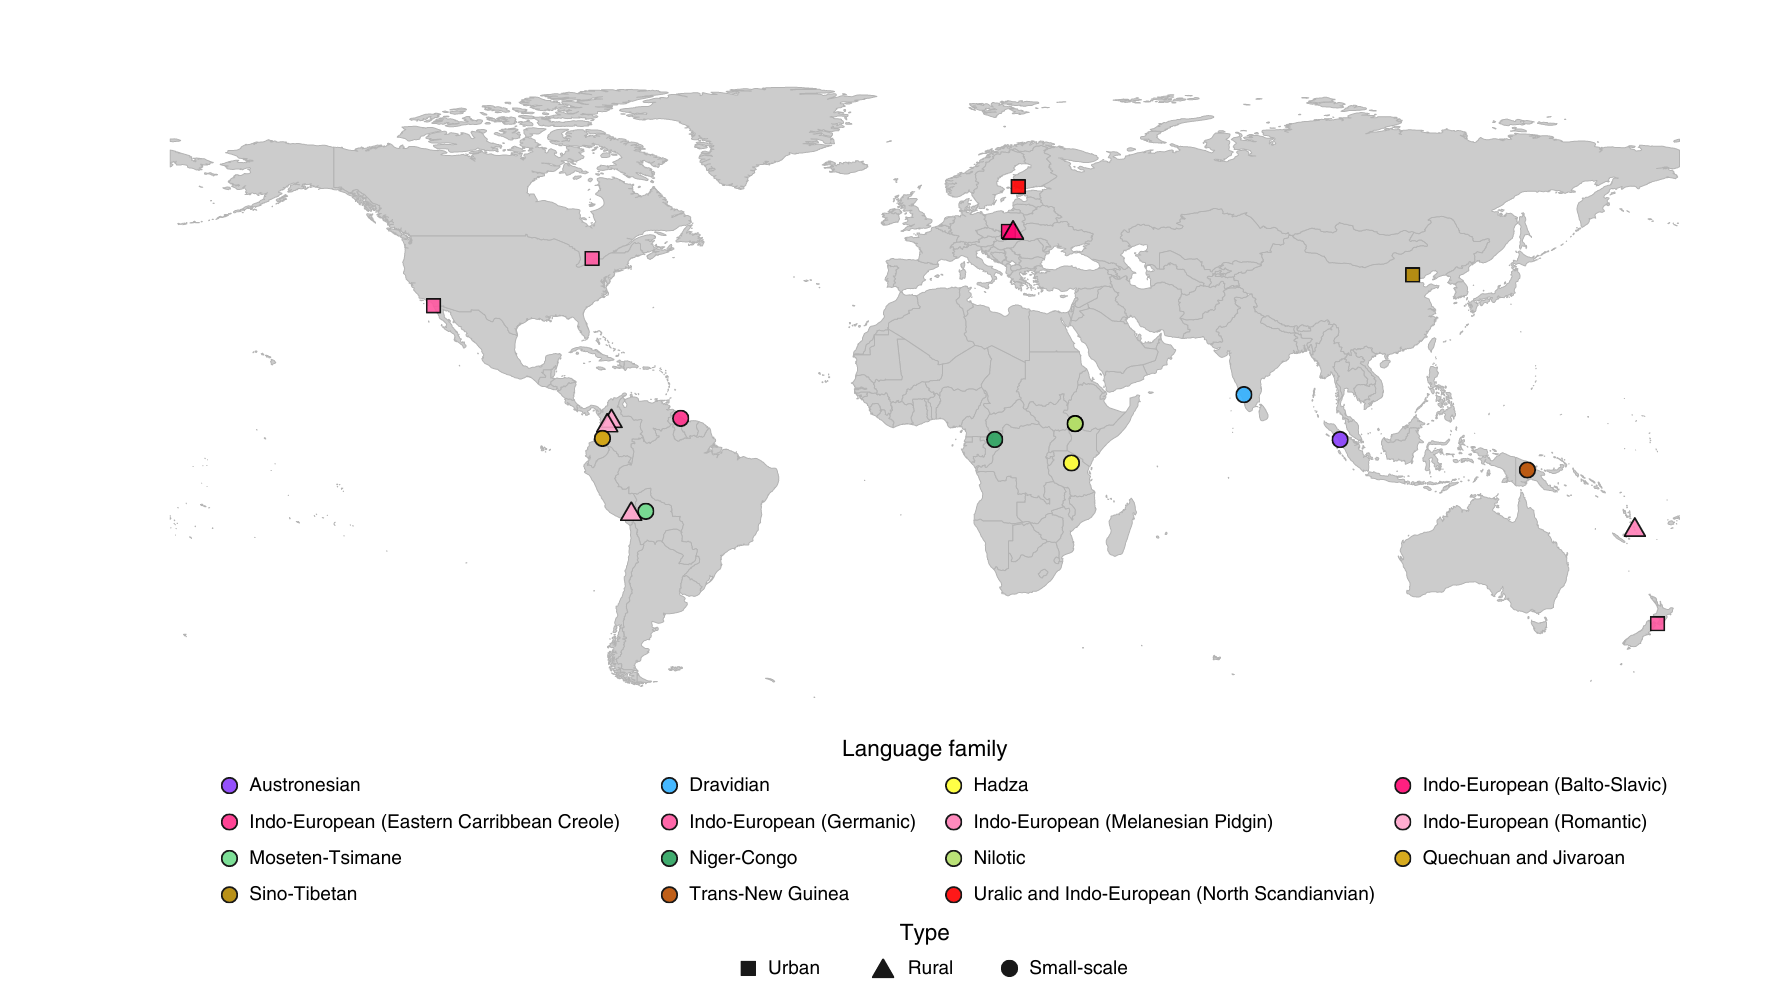 Language family
Austronesian
Dravidian
Hadza
Indo-European (Balto-Slavic)
Indo-European (Eastern Carribbean Creole)
Indo-European (Germanic)
Indo-European (Melanesian Pidgin)
Indo-European (Romantic)
Moseten-Tsimane
Niger-Congo
Nilotic
Quechuan and Jivaroan
Sino-Tibetan
Trans-New Guinea
Uralic and Indo-European (North Scandianvian)
Type
Urban
Rural
Small-scale